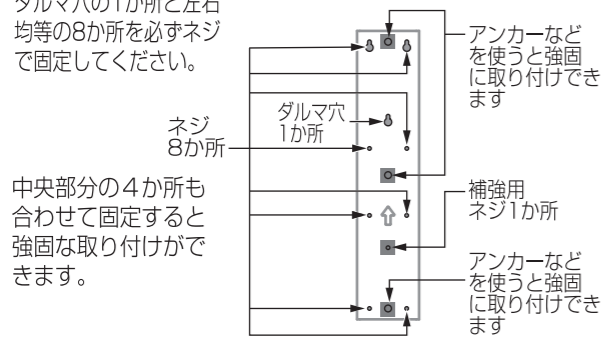 ダルマ穴の1か所と左右
均等の8か所を必ずネジ
で固定してください。
アンカーなど
を使うと強固
に取り付けでき
ます
ダルマ穴
1か所
ネジ
8か所
中央部分の４か所も
合わせて固定すると
強固な取り付けがで
きます。
補強用
ネジ1か所
アンカーなど
を使うと強固
に取り付けでき
ます